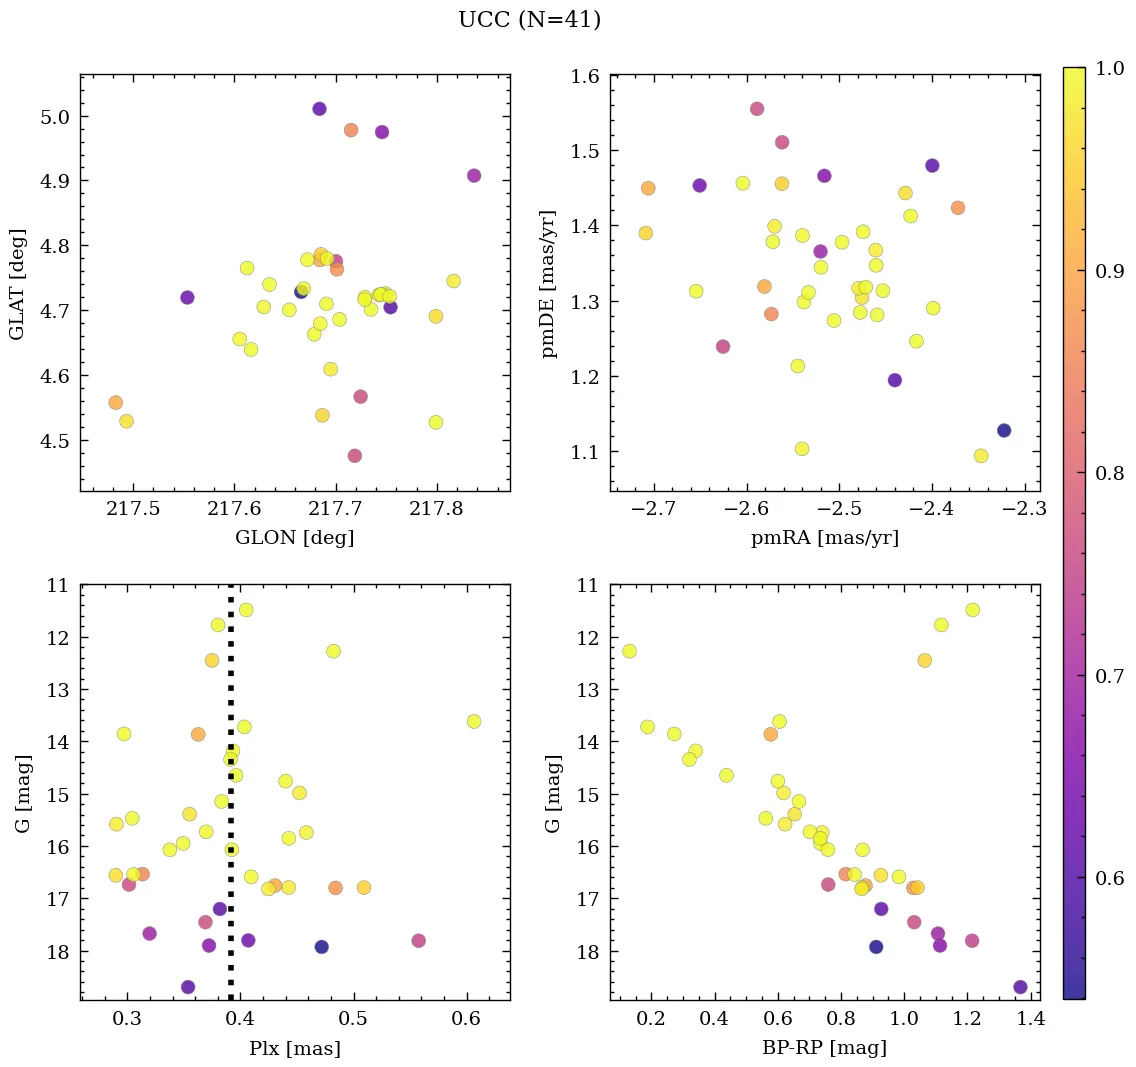 UCC (N=41)
5.0
4.9
4.8
4.7
4.6
4.5
GLAT [deg]
217.5 217.6 217.7 217.8
GLON [deg]
1.6
1.5
1.4
1.3
1.2
1.1
pmDE [mas/yr]
−2.7 −2.6 −2.5 −2.4 −2.3
pmRA [mas/yr]
11
12
13
14
15
16
17
18
G [mag]
0.3 0.4 0.5 0.6
Plx [mas]
11
12
13
14
15
16
17
18
G [mag]
0.2 0.4 0.6 0.8 1.0 1.2 1.4
BP-RP [mag]
1.0
0.9
0.8
0.7
0.6